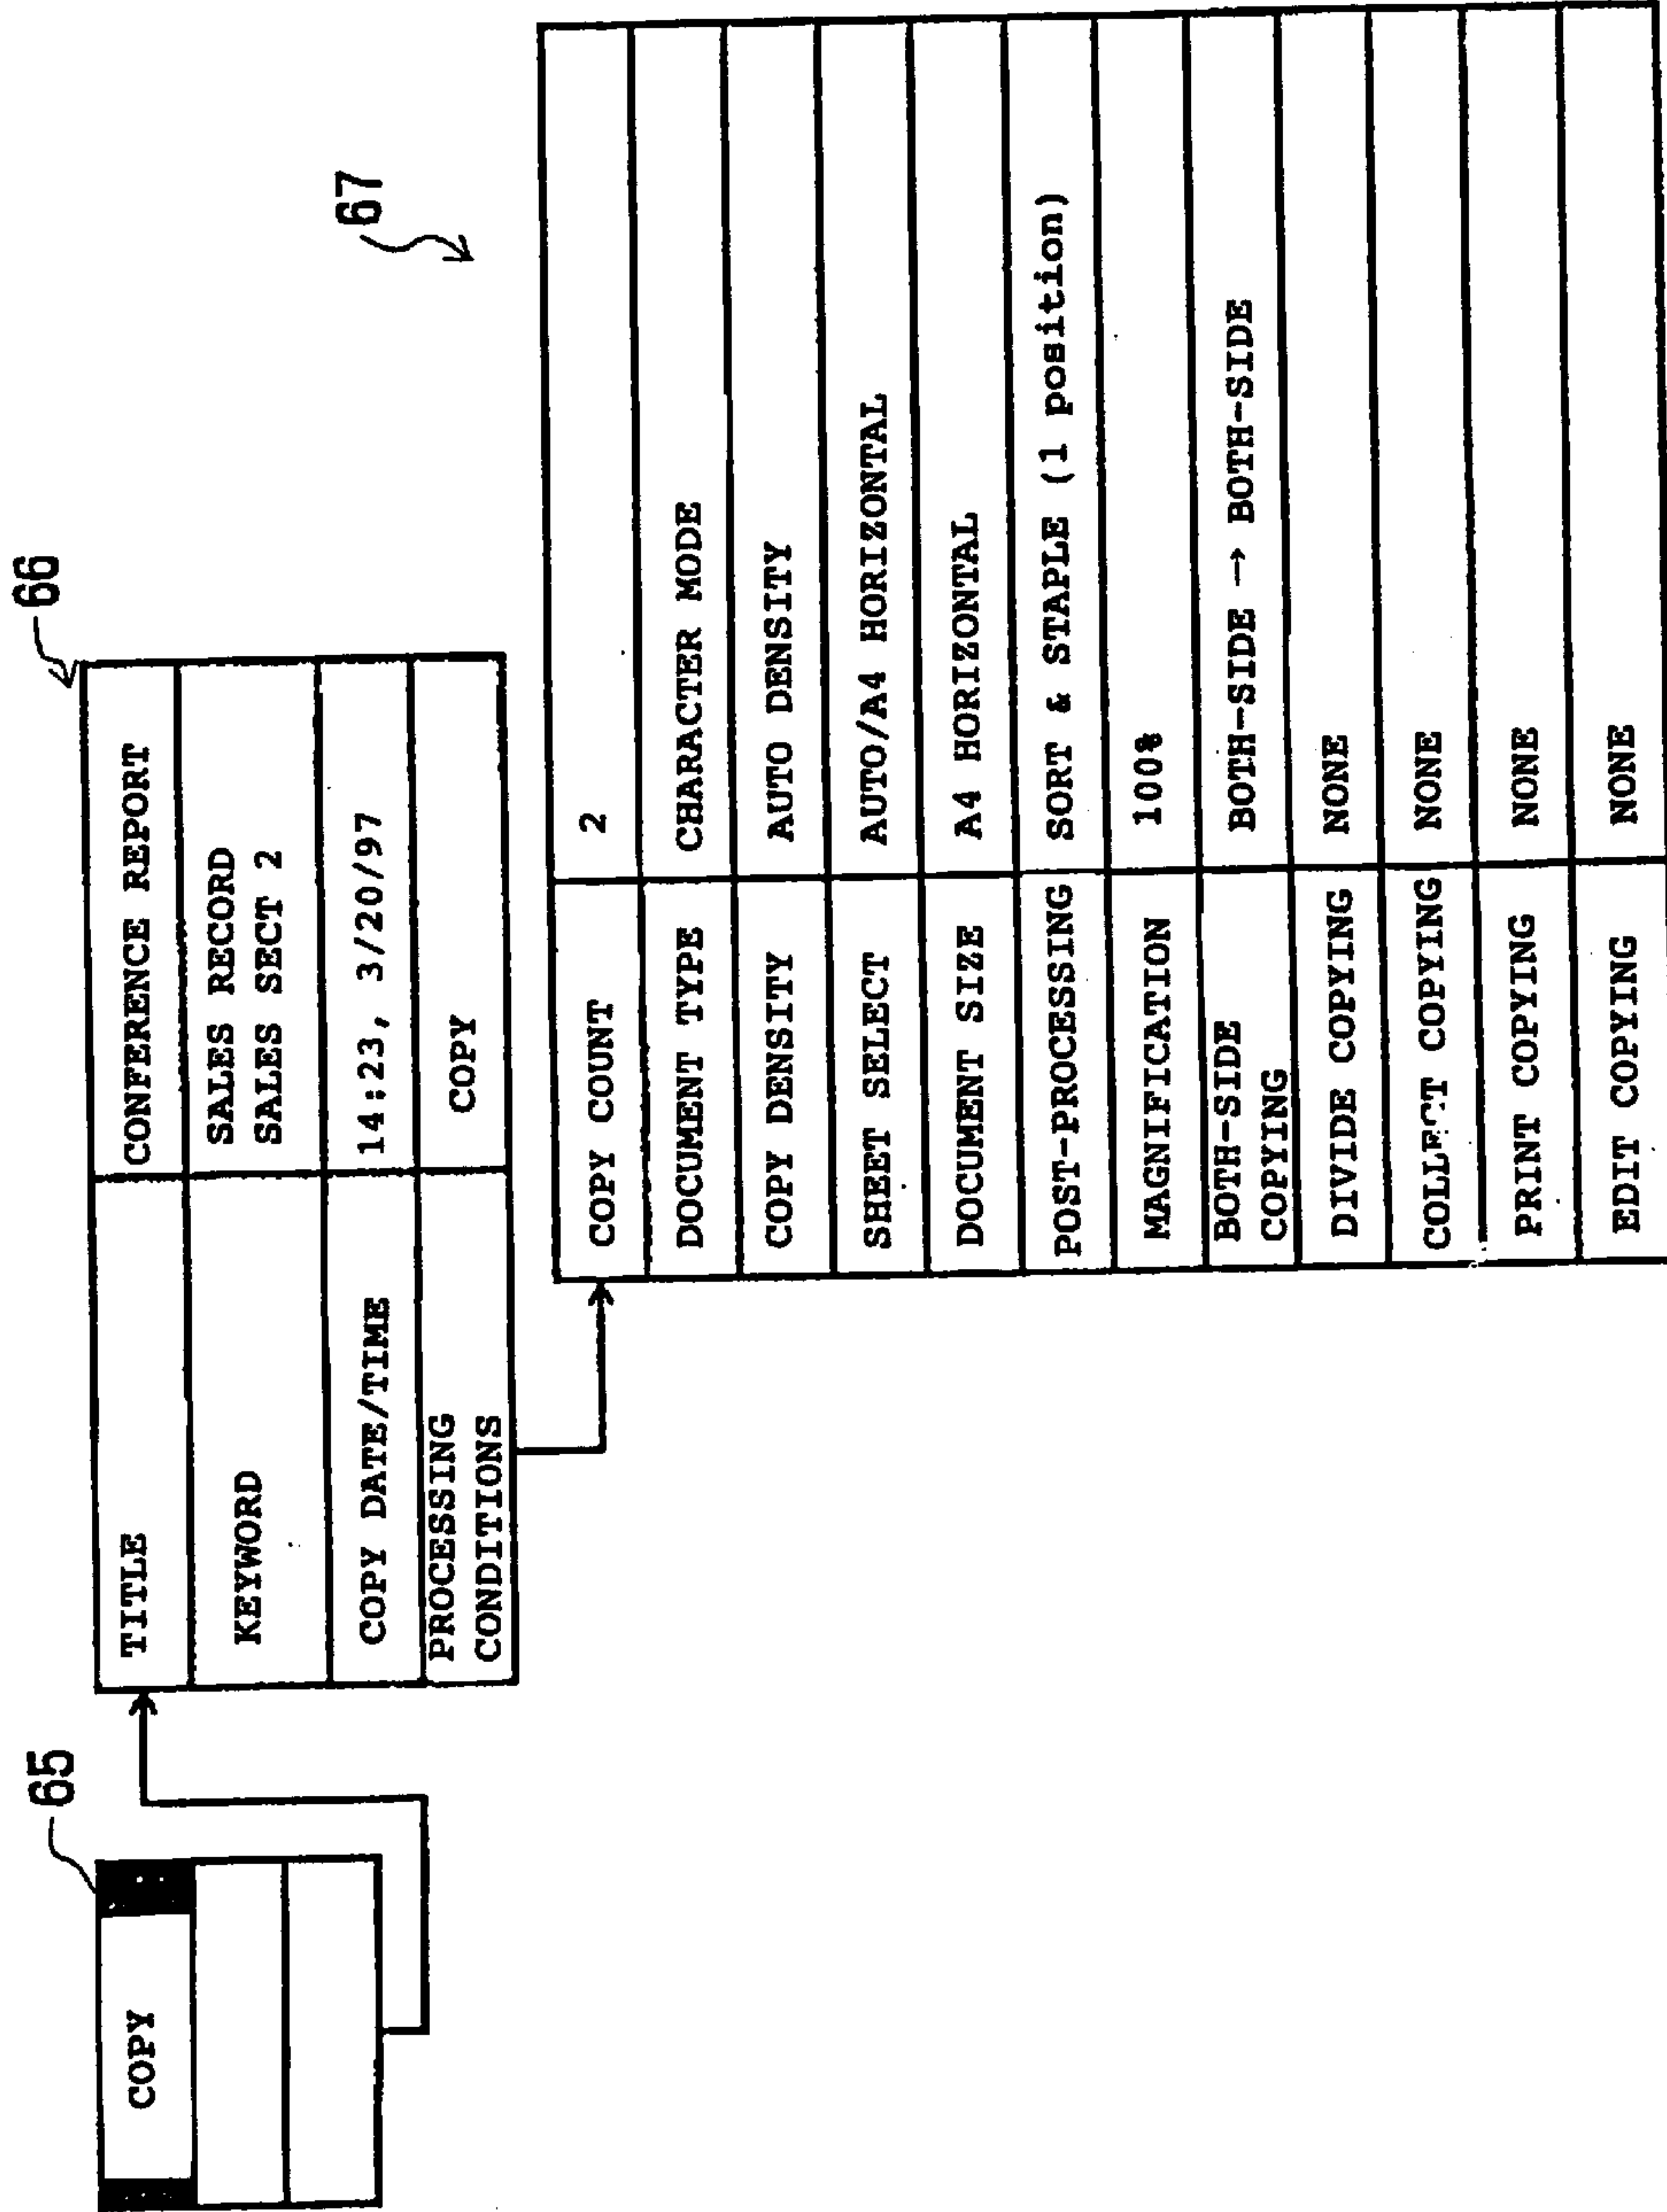 65
COPY
66
TITLE CONFERENCE REPORT
KEYWORD SALES RECORD
SALES SECT 2
COPY DATE/TIME 14:23, 3/20/97
PROCESSING
CONDITIONS COPY
67
COPY COUNT 2
DOCUMENT TYPE CHARACTER MODE
COPY DENSITY AUTO DENSITY
SHEET SELECT AUTO/A4 HORIZONTAL
DOCUMENT SIZE A4 HORIZONTAL
POST-PROCESSING SORT & STAPLE (1 position)
MAGNIFICATION 100%
BOTH-SIDE
COPYING BOTH-SIDE → BOTH-SIDE
DIVIDE COPYING NONE
COLLECT COPYING NONE
PRINT COPYING NONE
EDIT COPYING NONE